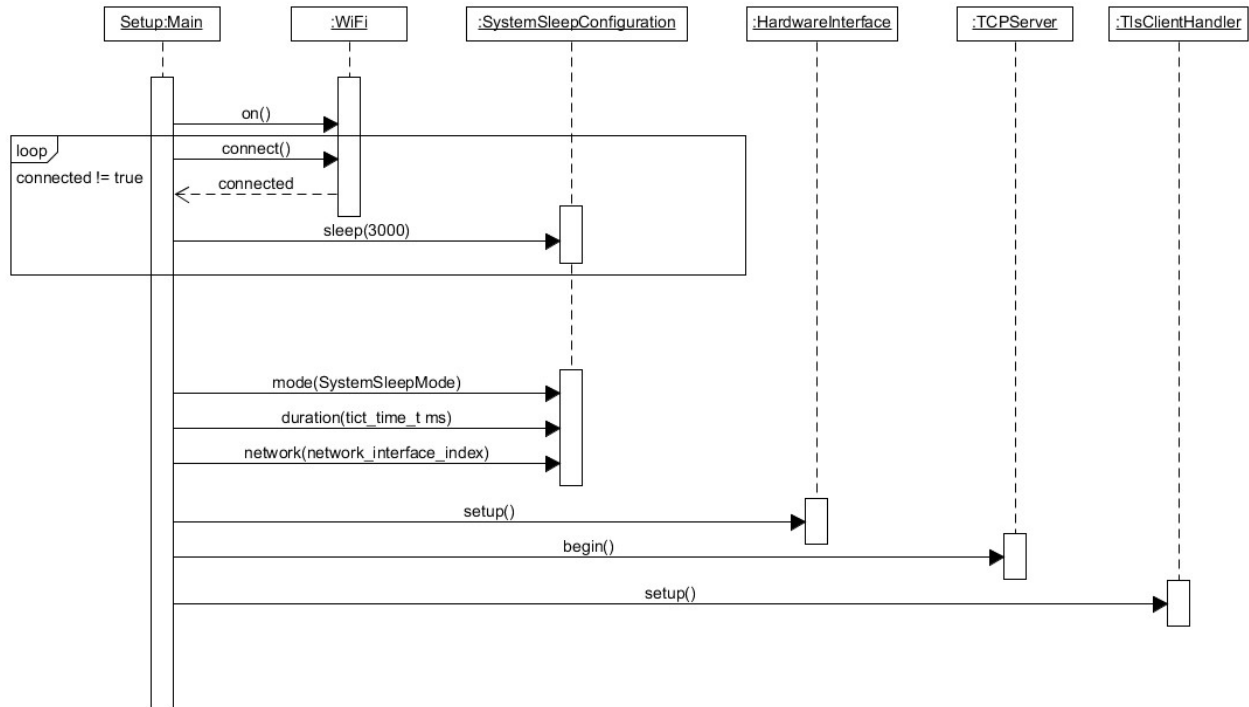 Setup:Main
:WiFi
:SystemSleepConfiguration
:HardwareInterface
:TCPServer
:TlsClientHandler
on()
loop
connect()
connected != true
connected
sleep(3000)
mode(SystemSleepMode)
duration(tict_time_t ms)
network(network_interface_index)
setup()
begin()
setup()